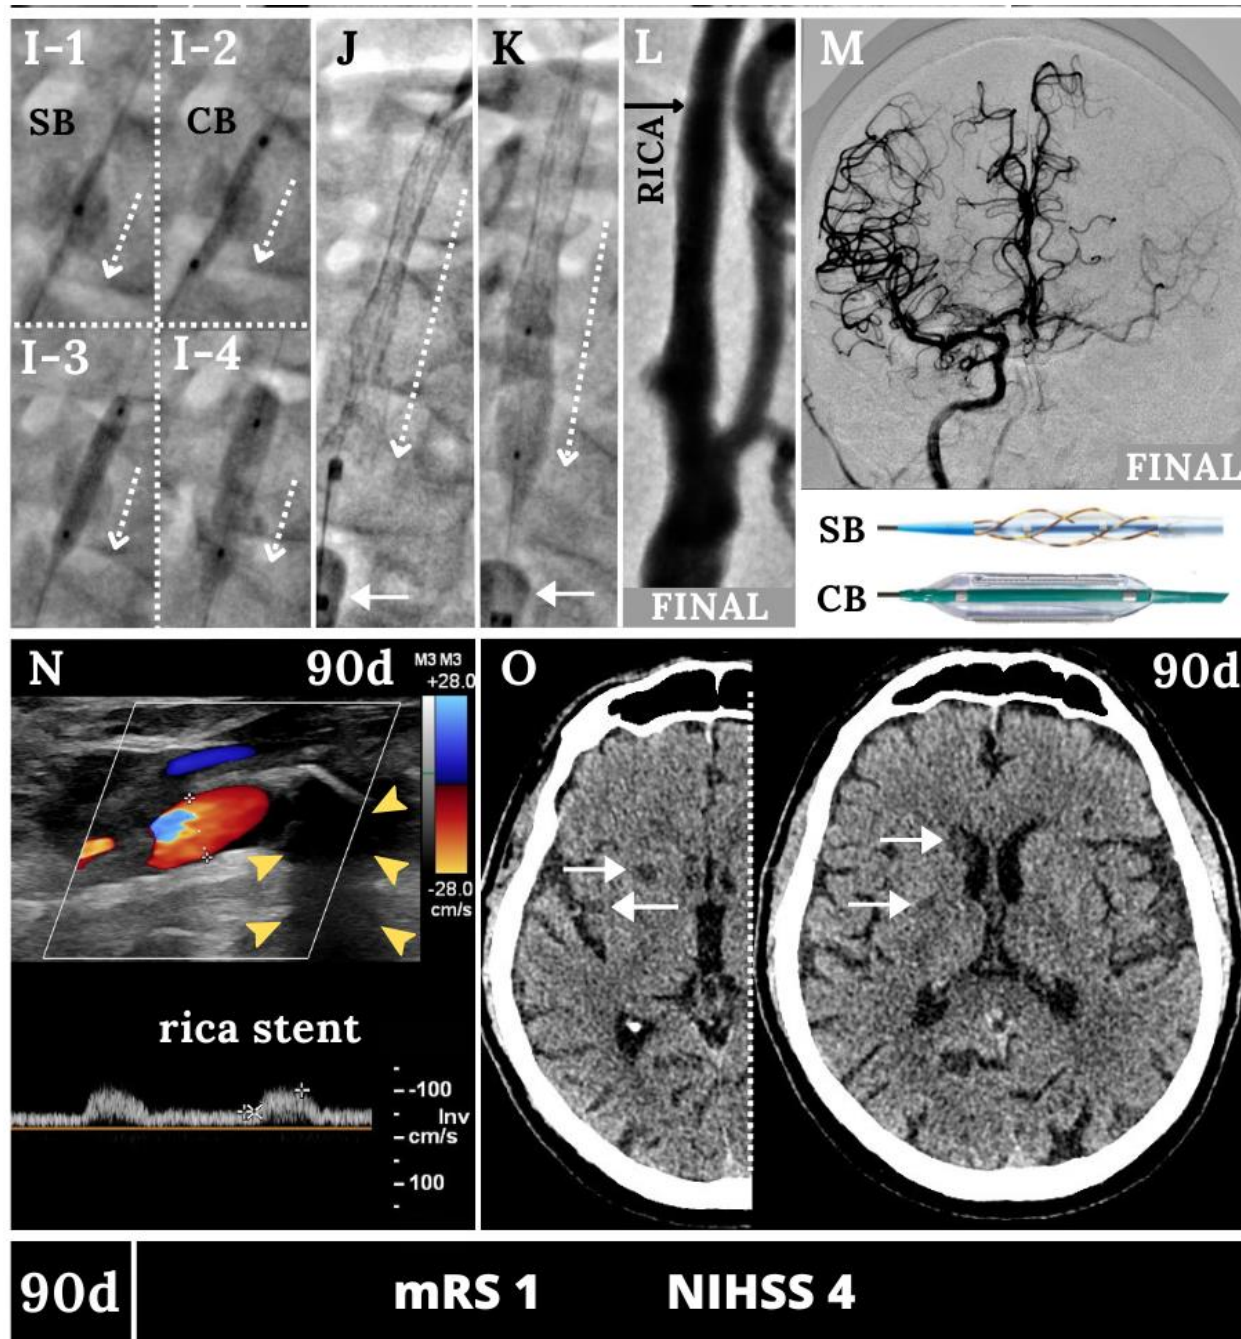 I-1
I-2
J
K
L
M
SB
CB
RICA
I-3
I-4
FINAL
FINAL
SB
CB
N
90d
M3 M3
+28.0
-28.0
cm/s
rica stent
-100
Inv
cm/s
100
O
90d
90d
mRS 1
NIHSS 4